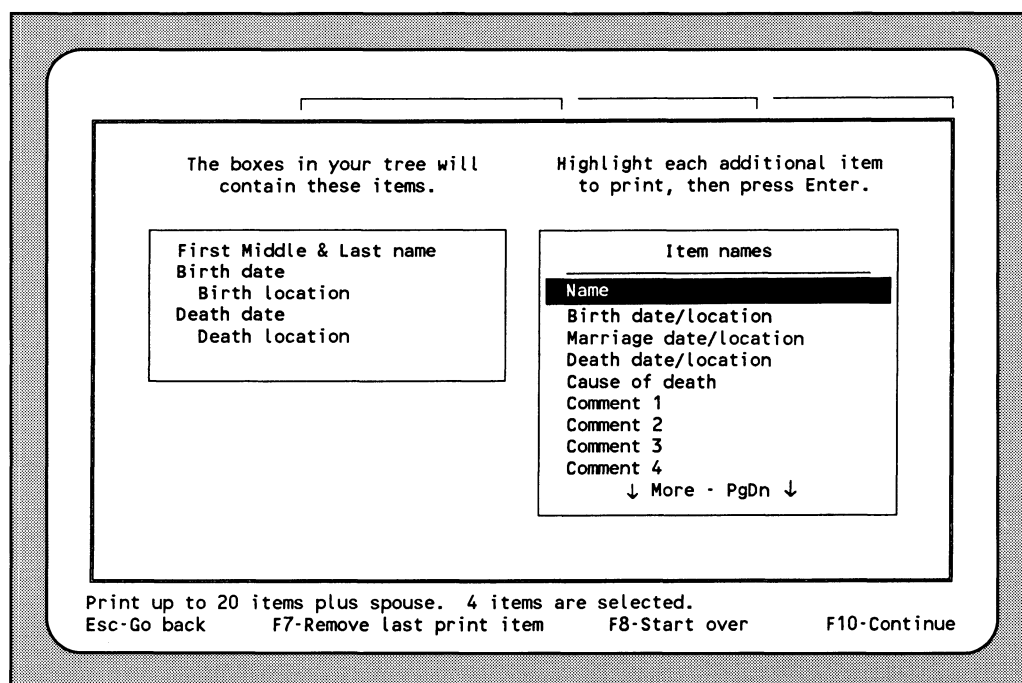 The boxes in your tree will
contain these items.
First Middle & Last name
Birth date
Birth location
Death date
Death location
Highlight each additional item
to print, then press Enter.
Item names
Name
Birth date/location
Marriage date/location
Death date/location
Cause of death
Comment 1
Comment 2
Comment 3
Comment 4
↓ More - PgDn ↓
Print up to 20 items plus spouse. 4 items are selected.
Esc-Go back F7-Remove last print item F8-Start over F10-Continue